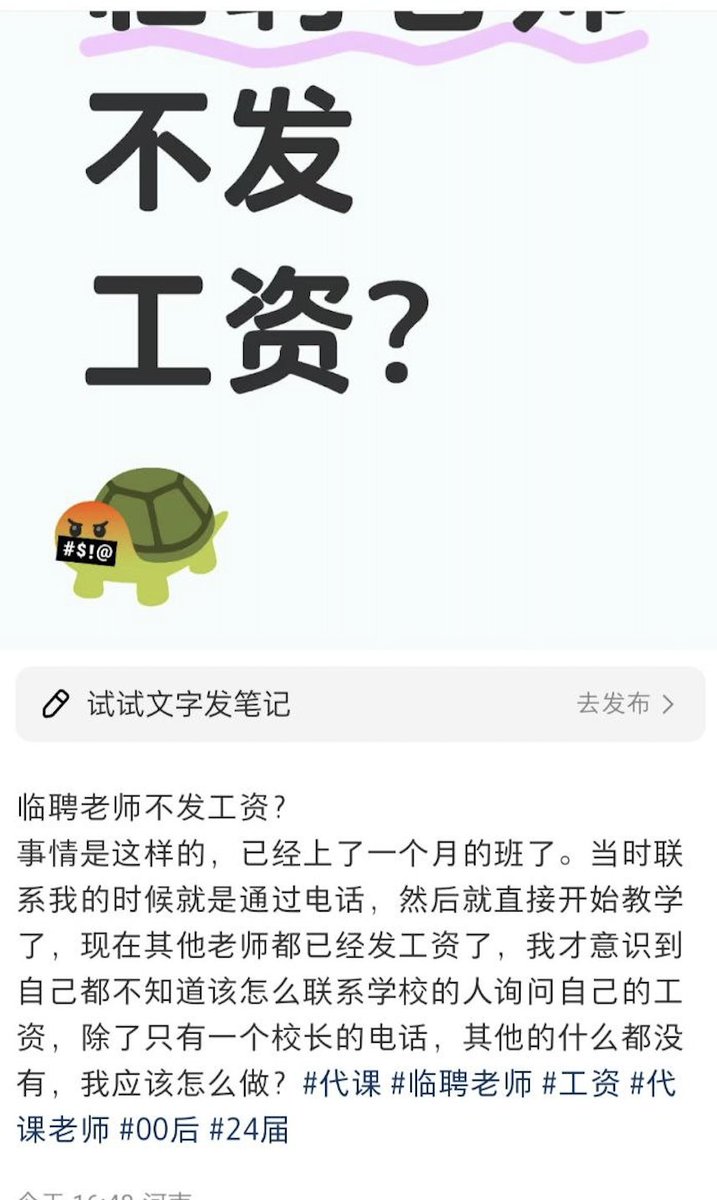 临聘老师
不发
工资?
#$!@
试试文字发笔记
去发布
临聘老师不发工资?
事情是这样的，已经上了一个月的班了。当时联
系我的时候就是通过电话，然后就直接开始教学
了，现在其他老师都已经发工资了，我才意识到
自己都不知道该怎么联系学校的人询问自己的工
资，除了只有一个校长的电话，其他的什么都没
有，我应该怎么做? #代课 #临聘老师 #工资 #代
课老师 #00后 #24届